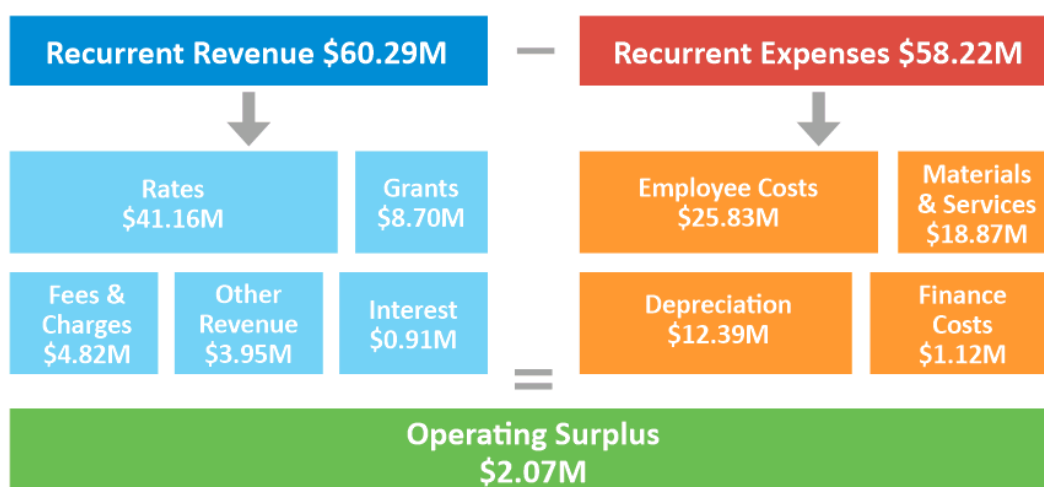 Recurrent Revenue $60.29M
—
Recurrent Expenses $58.22M
Rates
$41.16M
Grants
$8.70M
Employee Costs
$25.83M
Materials
& Services
$18.87M
Fees &
Charges
$4.82M
Other
Revenue
$3.95M
Interest
$0.91M
Depreciation
$12.39M
Finance
Costs
$1.12M
=
Operating Surplus
$2.07M